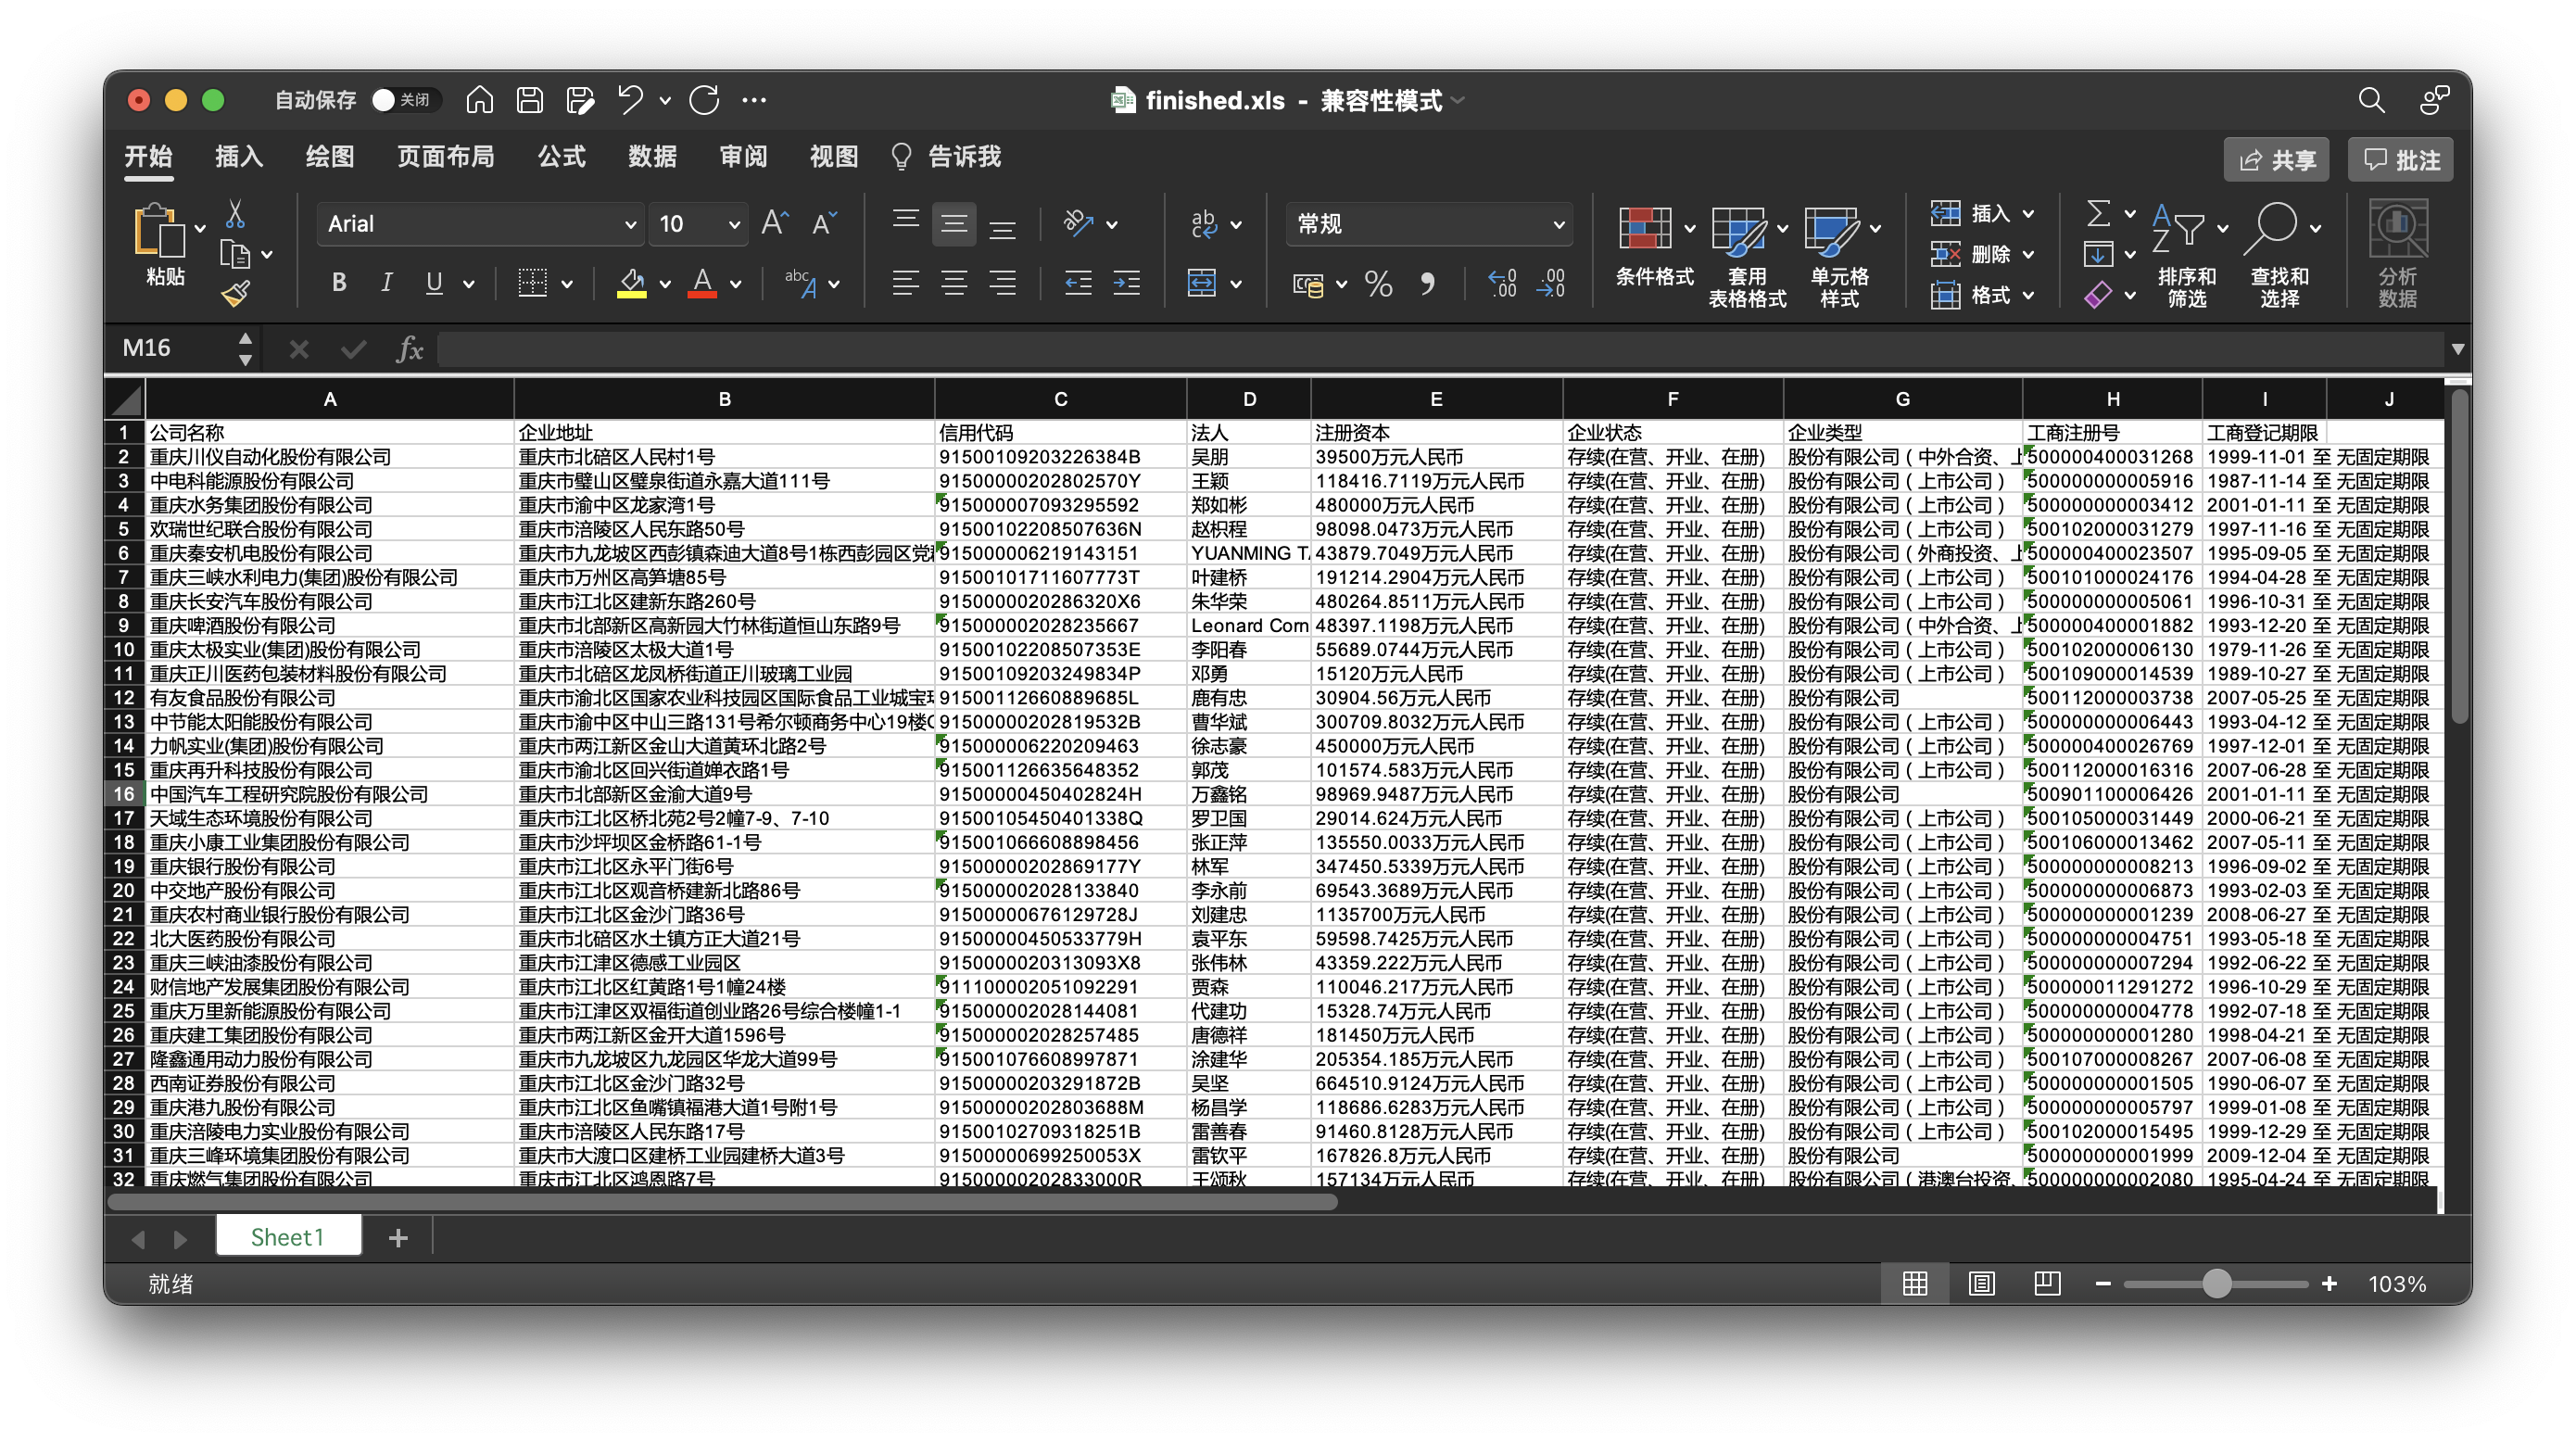 自动保存 关闭 finished.xls - 兼容性模式
开始 插入 绘图 页面布局 公式 数据 审阅 视图 告诉我 共享 批注
粘贴 Arial 10 常规 条件格式 套用 表格格式 单元格 样式 插入 删除 格式 排序和 筛选 查找和 选择 分析 数据
M16 fx
A B C D E F G H I J
1 公司名称 企业地址 信用代码 法人 注册资本 企业状态 企业类型 工商注册号 工商登记期限
2 重庆川仪自动化股份有限公司 重庆市北碚区人民村1号 91500109203226384B 吴朋 39500万元人民币 存续(在营、开业、在册) 股份有限公司（中外合资、上 500000400031268 1999-11-01 至 无固定期限
3 中电科能源股份有限公司 重庆市璧山区璧泉街道永嘉大道111号 91500000202802570Y 王颖 118416.7119万元人民币 存续(在营、开业、在册) 股份有限公司（上市公司） 500000000005916 1987-11-14 至 无固定期限
4 重庆水务集团股份有限公司 重庆市渝中区龙家湾1号 915000007093295592 郑如彬 480000万元人民币 存续(在营、开业、在册) 股份有限公司（上市公司） 500000000003412 2001-01-11 至 无固定期限
5 欢瑞世纪联合股份有限公司 重庆市涪陵区人民东路50号 91500102208507636N 赵枳程 98098.0473万元人民币 存续(在营、开业、在册) 股份有限公司（上市公司） 500102000031279 1997-11-16 至 无固定期限
6 重庆秦安机电股份有限公司 重庆市九龙坡区西彭镇森迪大道8号1栋西彭园区党 915000006219143151 YUANMING T 43879.7049万元人民币 存续(在营、开业、在册) 股份有限公司（外商投资、上 500000400023507 1995-09-05 至 无固定期限
7 重庆三峡水利电力(集团)股份有限公司 重庆市万州区高笋塘85号 91500101711607773T 叶建桥 191214.2904万元人民币 存续(在营、开业、在册) 股份有限公司（上市公司） 500101000024176 1994-04-28 至 无固定期限
8 重庆长安汽车股份有限公司 重庆市江北区建新东路260号 9150000020286320X6 朱华荣 480264.8511万元人民币 存续(在营、开业、在册) 股份有限公司（上市公司） 500000000005061 1996-10-31 至 无固定期限
9 重庆啤酒股份有限公司 重庆市北部新区高新园大竹林街道恒山东路9号 915000002028235667 Leonard Corn 48397.1198万元人民币 存续(在营、开业、在册) 股份有限公司（中外合资、上 500000400001882 1993-12-20 至 无固定期限
10 重庆太极实业(集团)股份有限公司 重庆市涪陵区太极大道1号 91500102208507353E 李阳春 55689.0744万元人民币 存续(在营、开业、在册) 股份有限公司（上市公司） 500102000006130 1979-11-26 至 无固定期限
11 重庆正川医药包装材料股份有限公司 重庆市北碚区龙凤桥街道正川玻璃工业园 91500109203249834P 邓勇 15120万元人民币 存续(在营、开业、在册) 股份有限公司（上市公司） 500109000014539 1989-10-27 至 无固定期限
12 有友食品股份有限公司 重庆市渝北区国家农业科技园区国际食品工业城宝 91500112660889685L 鹿有忠 30904.56万元人民币 存续(在营、开业、在册) 股份有限公司 500112000003738 2007-05-25 至 无固定期限
13 中节能太阳能股份有限公司 重庆市渝中区中山三路131号希尔顿商务中心19楼 91500000202819532B 曹华斌 300709.8032万元人民币 存续(在营、开业、在册) 股份有限公司（上市公司） 500000000006443 1993-04-12 至 无固定期限
14 力帆实业(集团)股份有限公司 重庆市两江新区金山大道黄环北路2号 915000006220209463 徐志豪 450000万元人民币 存续(在营、开业、在册) 股份有限公司（上市公司） 500000400026769 1997-12-01 至 无固定期限
15 重庆再升科技股份有限公司 重庆市渝北区回兴街道婵衣路1号 915001126635648352 郭茂 101574.583万元人民币 存续(在营、开业、在册) 股份有限公司（上市公司） 500112000016316 2007-06-28 至 无固定期限
16 中国汽车工程研究院股份有限公司 重庆市北部新区金渝大道9号 91500000450402824H 万鑫铭 98969.9487万元人民币 存续(在营、开业、在册) 股份有限公司 500901100006426 2001-01-11 至 无固定期限
17 天域生态环境股份有限公司 重庆市江北区桥北苑2号2幢7-9、7-10 91500105450401338Q 罗卫国 29014.624万元人民币 存续(在营、开业、在册) 股份有限公司（上市公司） 500105000031449 2000-06-21 至 无固定期限
18 重庆小康工业集团股份有限公司 重庆市沙坪坝区金桥路61-1号 915001066608898456 张正萍 135550.0033万元人民币 存续(在营、开业、在册) 股份有限公司（上市公司） 500106000013462 2007-05-11 至 无固定期限
19 重庆银行股份有限公司 重庆市江北区永平门街6号 91500000202869177Y 林军 347450.5339万元人民币 存续(在营、开业、在册) 股份有限公司（上市公司） 500000000008213 1996-09-02 至 无固定期限
20 中交地产股份有限公司 重庆市江北区观音桥建新北路86号 915000002028133840 李永前 69543.3689万元人民币 存续(在营、开业、在册) 股份有限公司（上市公司） 500000000006873 1993-02-03 至 无固定期限
21 重庆农村商业银行股份有限公司 重庆市江北区金沙门路36号 91500000676129728J 刘建忠 1135700万元人民币 存续(在营、开业、在册) 股份有限公司（上市公司） 500000000001239 2008-06-27 至 无固定期限
22 北大医药股份有限公司 重庆市北碚区水土镇方正大道21号 91500000450533779H 袁平东 59598.7425万元人民币 存续(在营、开业、在册) 股份有限公司（上市公司） 500000000004751 1993-05-18 至 无固定期限
23 重庆三峡油漆股份有限公司 重庆市江津区德感工业园区 9150000020313093X8 张伟林 43359.222万元人民币 存续(在营、开业、在册) 股份有限公司（上市公司） 500000000007294 1992-06-22 至 无固定期限
24 财信地产发展集团股份有限公司 重庆市江北区红黄路1号1幢24楼 911100002051092291 贾森 110046.217万元人民币 存续(在营、开业、在册) 股份有限公司（上市公司） 500000011291272 1996-10-29 至 无固定期限
25 重庆万里新能源股份有限公司 重庆市江津区双福街道创业路26号综合楼幢1-1 915000002028144081 代建功 15328.74万元人民币 存续(在营、开业、在册) 股份有限公司（上市公司） 500000000004778 1992-07-18 至 无固定期限
26 重庆建工集团股份有限公司 重庆市两江新区金开大道1596号 915000002028257485 唐德祥 181450万元人民币 存续(在营、开业、在册) 股份有限公司（上市公司） 500000000001280 1998-04-21 至 无固定期限
27 隆鑫通用动力股份有限公司 重庆市九龙坡区九龙园区华龙大道99号 915001076608997871 涂建华 205354.185万元人民币 存续(在营、开业、在册) 股份有限公司（上市公司） 500107000008267 2007-06-08 至 无固定期限
28 西南证券股份有限公司 重庆市江北区金沙门路32号 91500000203291872B 吴坚 664510.9124万元人民币 存续(在营、开业、在册) 股份有限公司（上市公司） 500000000001505 1990-06-07 至 无固定期限
29 重庆港九股份有限公司 重庆市江北区鱼嘴镇福港大道1号附1号 91500000202803688M 杨昌学 118686.6283万元人民币 存续(在营、开业、在册) 股份有限公司（上市公司） 500000000005797 1999-01-08 至 无固定期限
30 重庆涪陵电力实业股份有限公司 重庆市涪陵区人民东路17号 91500102709318251B 雷善春 91460.8128万元人民币 存续(在营、开业、在册) 股份有限公司（上市公司） 500102000015495 1999-12-29 至 无固定期限
31 重庆三峰环境集团股份有限公司 重庆市大渡口区建桥工业园建桥大道3号 91500000699250053X 雷钦平 167826.8万元人民币 存续(在营、开业、在册) 股份有限公司 500000000001999 2009-12-04 至 无固定期限
32 重庆燃气集团股份有限公司 重庆市江北区鸿恩路7号 91500000202833000R 王颂秋 157134万元人民币 存续(在营、开业、在册) 股份有限公司（港澳台投资、 500000000002080 1995-04-24 至 无固定期限
Sheet1
就绪 103%